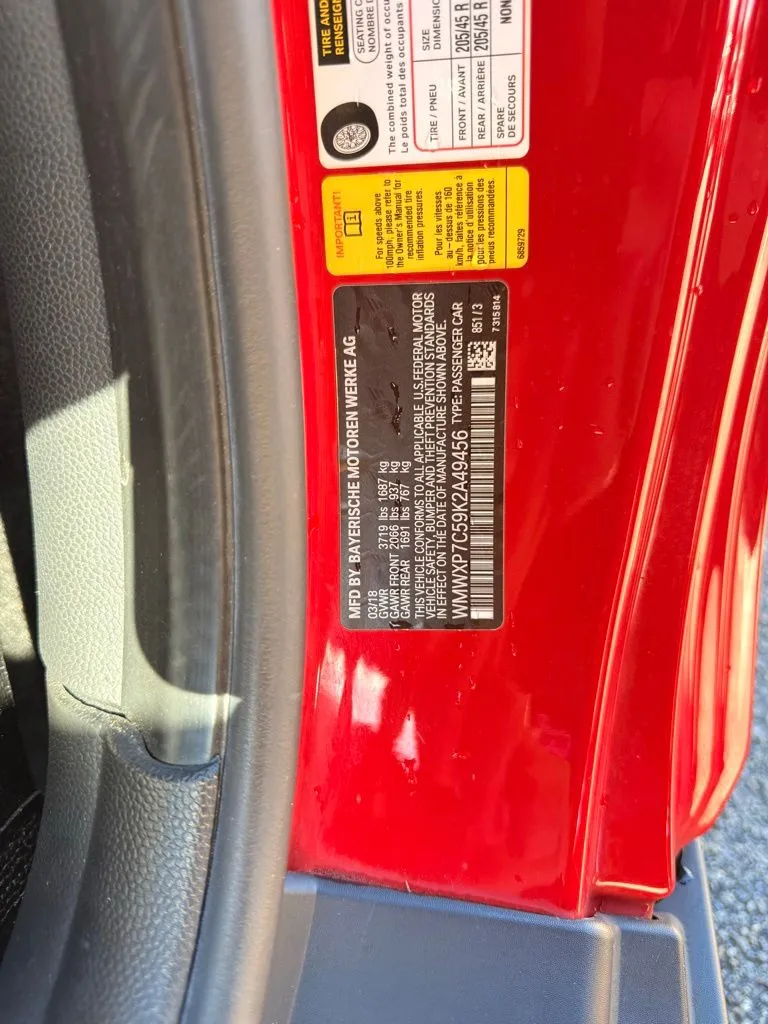 TIRE AND
RENSEIGN
SEATING C
NOMBRE D
The combined weight of occu
Le poids total des occupants
TIRE / PNEU
SIZE
DIMENSIO
FRONT / AVANT
205/45 R
REAR / ARRIÈRE
205/45 R
SPARE
DE SECOURS
NON
IMPORTANT!
For speeds above
100mph, please refer to
the Owner's Manual for
recommended tire
inflation pressures.
Pour les vitesses
au – dessus de 160
km/h, faites référence à
la notice d'utilisation
pour les pressions des
pneus recommandées.
6859729
MFD BY. BAYERISCHE MOTOREN WERKE AG
03/18
GVWR 3719 lbs 1687 kg
GAWR FRONT 2066 lbs 937 kg
GAWR REAR 1691 lbs 767 kg
THIS VEHICLE CONFORMS TO ALL APPLICABLE U.S.FEDERAL MOTOR
VEHICLE SAFETY, BUMPER AND THEFT PREVENTION STANDARDS
IN EFFECT ON THE DATE OF MANUFACTURE SHOWN ABOVE.
WMWXP7C59K2A49456 TYPE: PASSENGER CAR
851 / 3
7 315 814